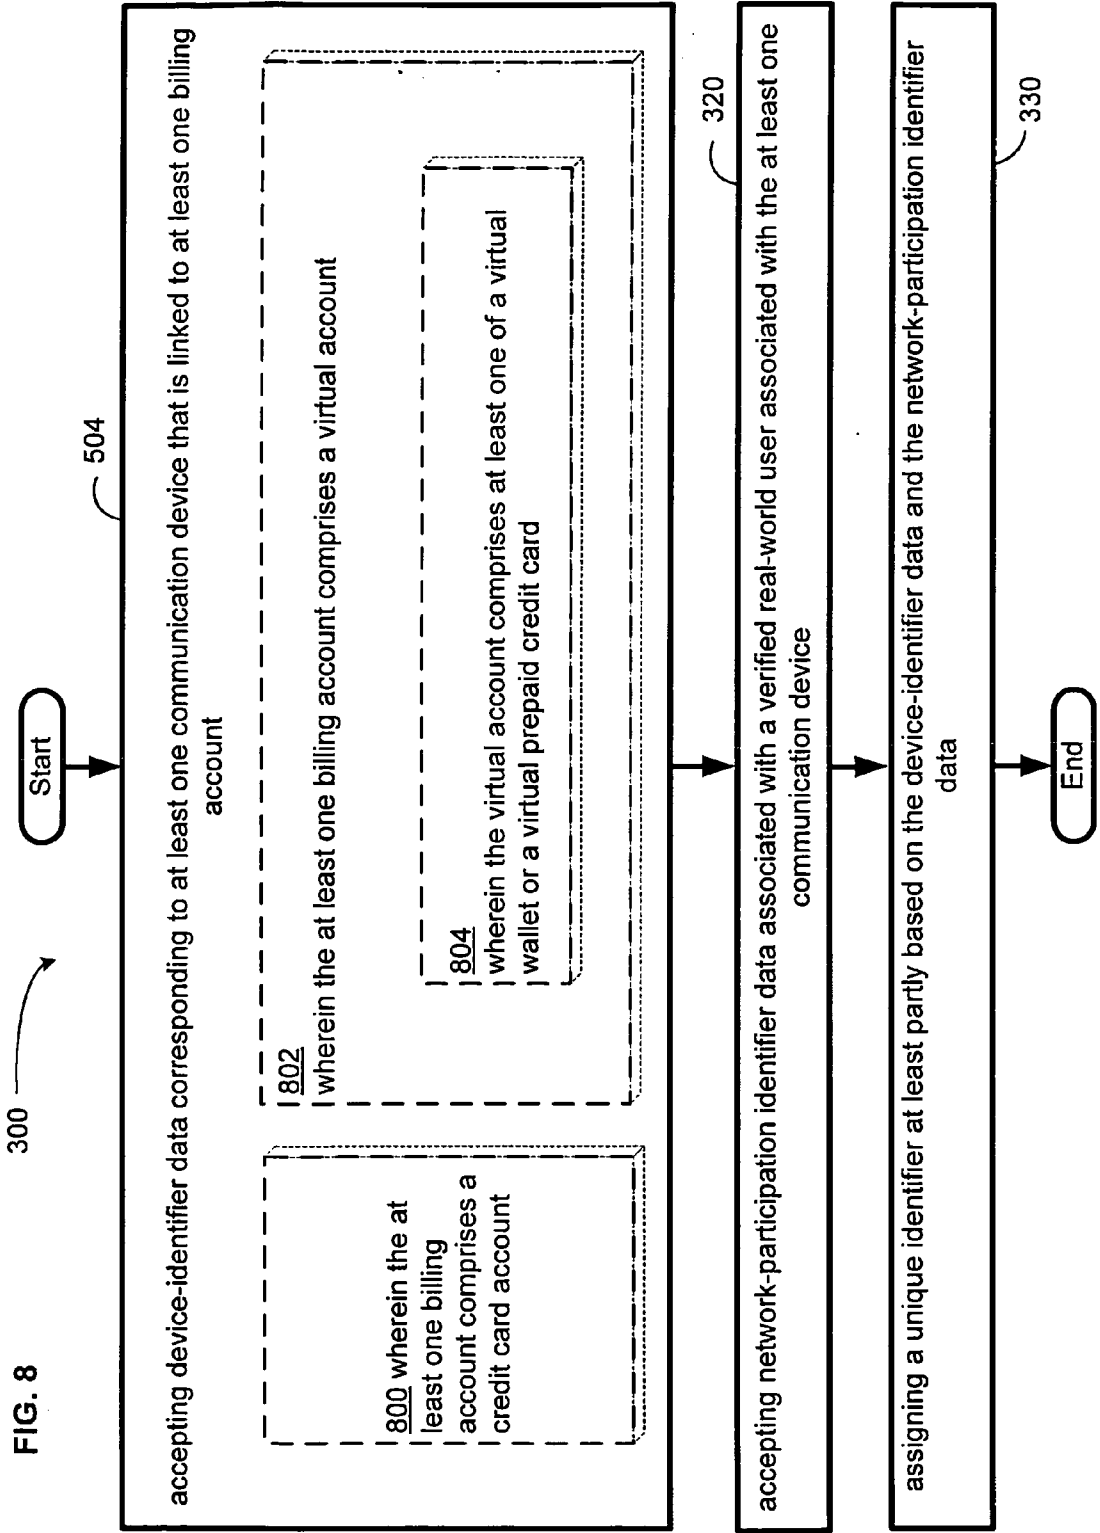 FIG. 8
300
Start
504
accepting device-identifier data corresponding to at least one communication device that is linked to at least one billing
account
800 wherein the at
least one billing
account comprises a
credit card account
802
wherein the at least one billing account comprises a virtual account
804
wherein the virtual account comprises at least one of a virtual
wallet or a virtual prepaid credit card
320
accepting network-participation identifier data associated with a verified real-world user associated with the at least one
communication device
330
assigning a unique identifier at least partly based on the device-identifier data and the network-participation identifier
data
End